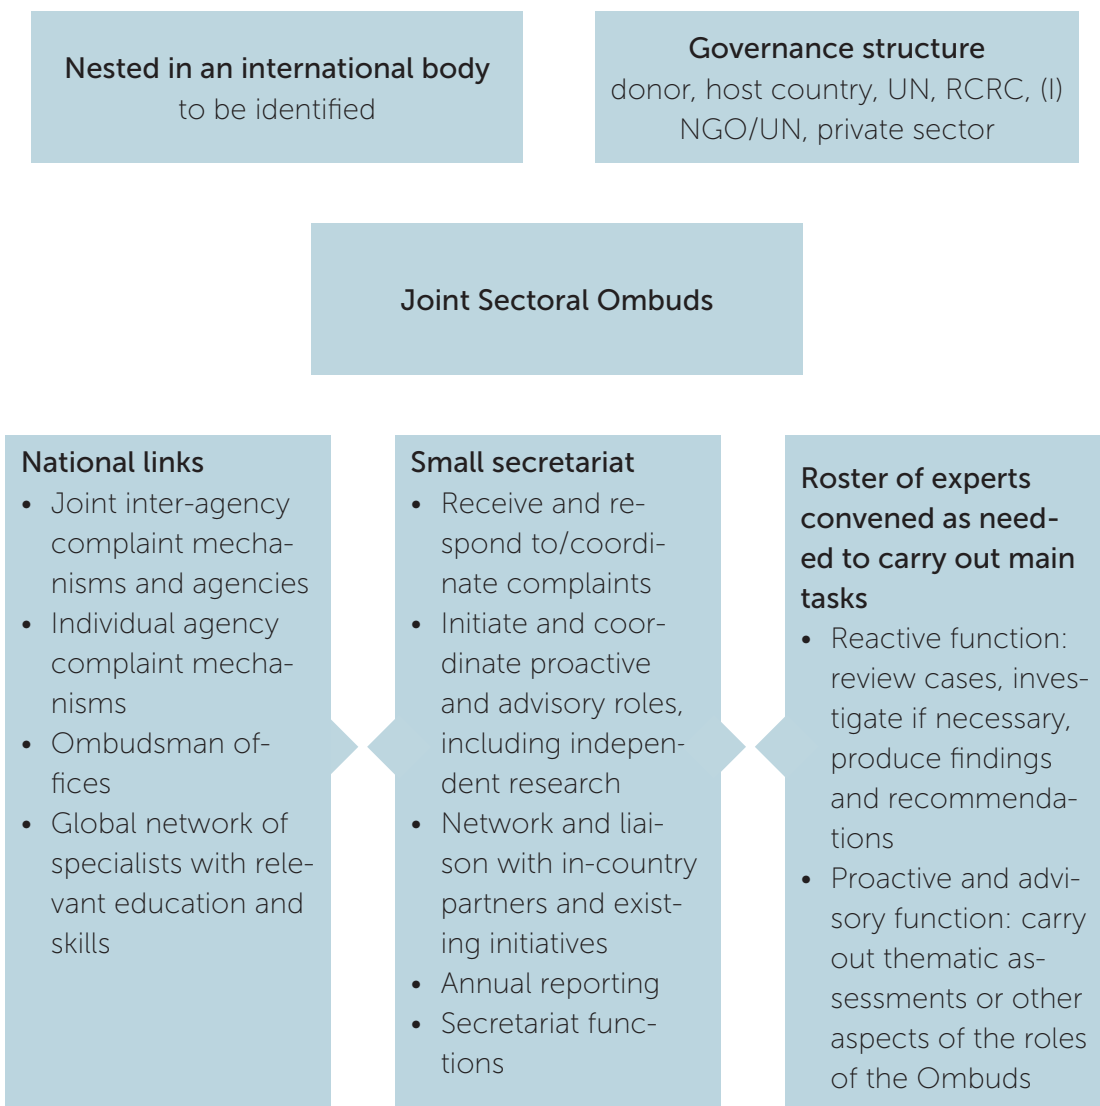 Nested in an international body
to be identified
Governance structure
donor, host country, UN, RCRC, (I)
NGO/UN, private sector
Joint Sectoral Ombuds
National links
• Joint inter-agency
complaint mecha-
nisms and agencies
• Individual agency
complaint mecha-
nisms
• Ombudsman of-
fices
• Global network of
specialists with rele-
vant education and
skills
Small secretariat
• Receive and re-
spond to/coordi-
nate complaints
• Initiate and coor-
dinate proactive
and advisory roles,
including indepen-
dent research
• Network and liai-
son with in-country
partners and exist-
ing initiatives
• Annual reporting
• Secretariat func-
tions
Roster of experts
convened as need-
ed to carry out main
tasks
• Reactive function:
review cases, inves-
tigate if necessary,
produce findings
and recommenda-
tions
• Proactive and advi-
sory function: carry
out thematic as-
sessments or other
aspects of the roles
of the Ombuds